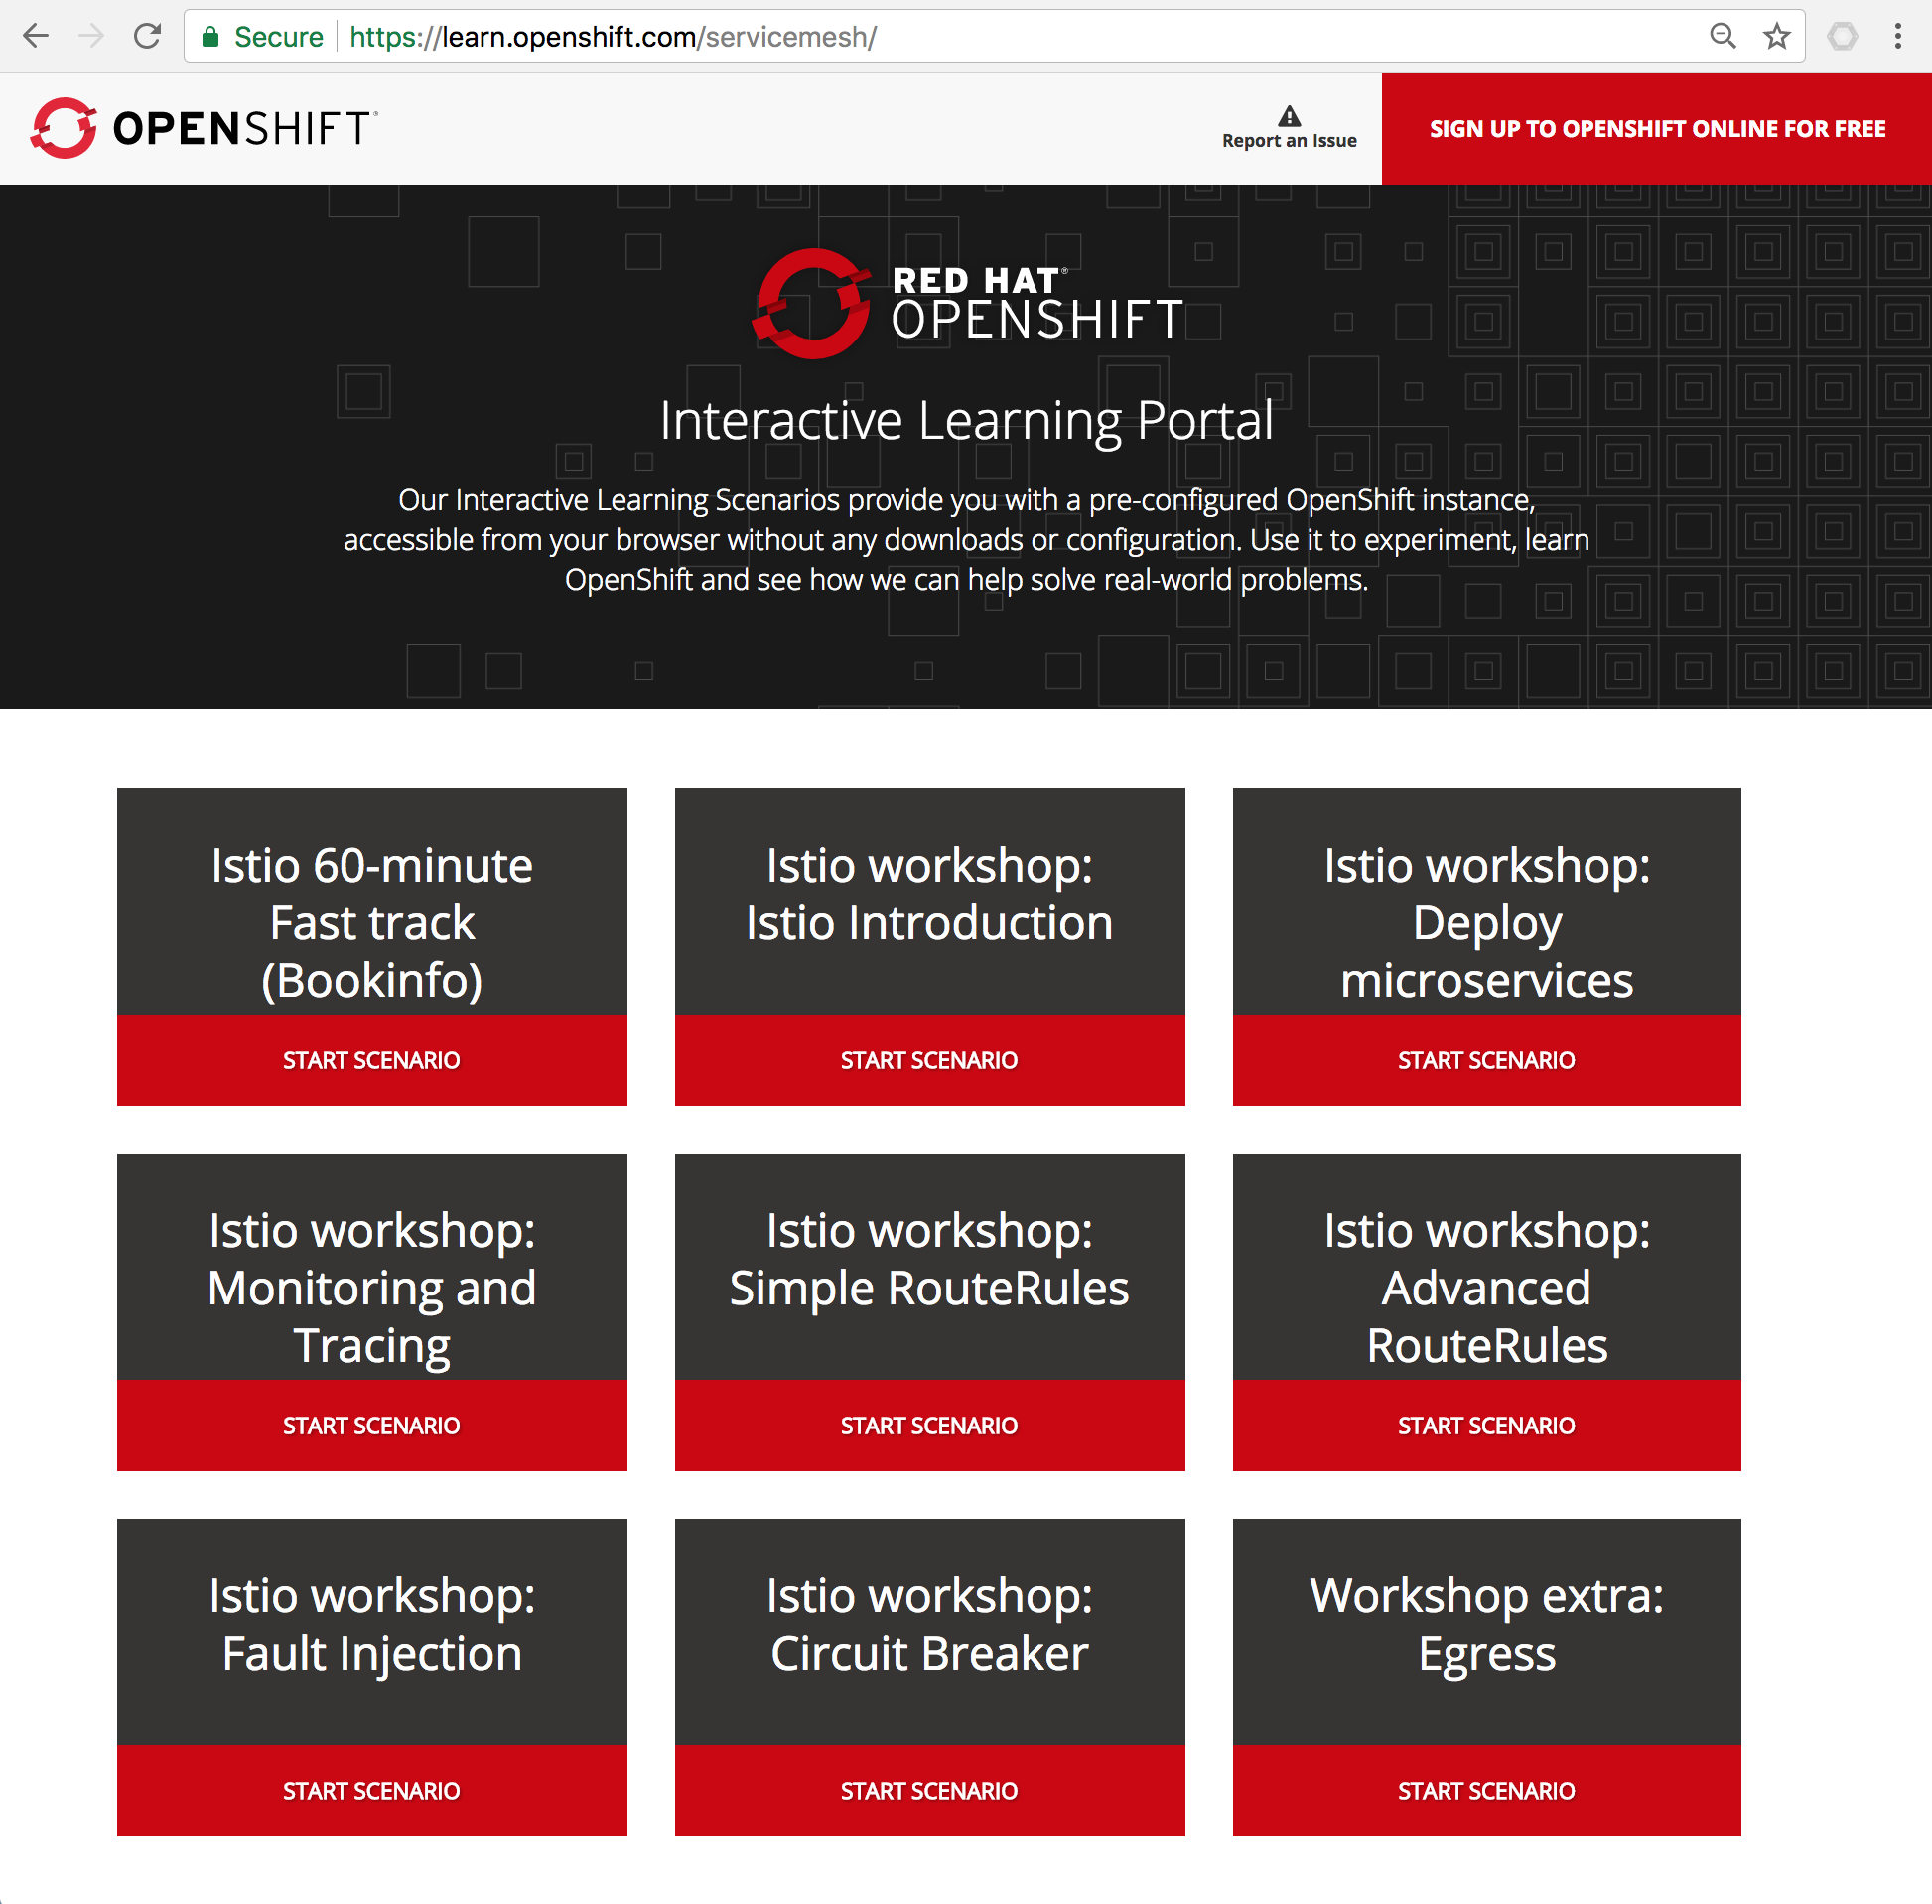 Secure https://learn.openshift.com/servicemesh/
OPENSHIFT®
Report an Issue
SIGN UP TO OPENSHIFT ONLINE FOR FREE
RED HAT®
OPENSHIFT
Interactive Learning Portal
Our Interactive Learning Scenarios provide you with a pre-configured OpenShift instance,
accessible from your browser without any downloads or configuration. Use it to experiment, learn
OpenShift and see how we can help solve real-world problems.
Istio 60-minute
Fast track
(Bookinfo)
START SCENARIO
Istio workshop:
Istio Introduction
START SCENARIO
Istio workshop:
Deploy
microservices
START SCENARIO
Istio workshop:
Monitoring and
Tracing
START SCENARIO
Istio workshop:
Simple RouteRules
START SCENARIO
Istio workshop:
Advanced
RouteRules
START SCENARIO
Istio workshop:
Fault Injection
START SCENARIO
Istio workshop:
Circuit Breaker
START SCENARIO
Workshop extra:
Egress
START SCENARIO